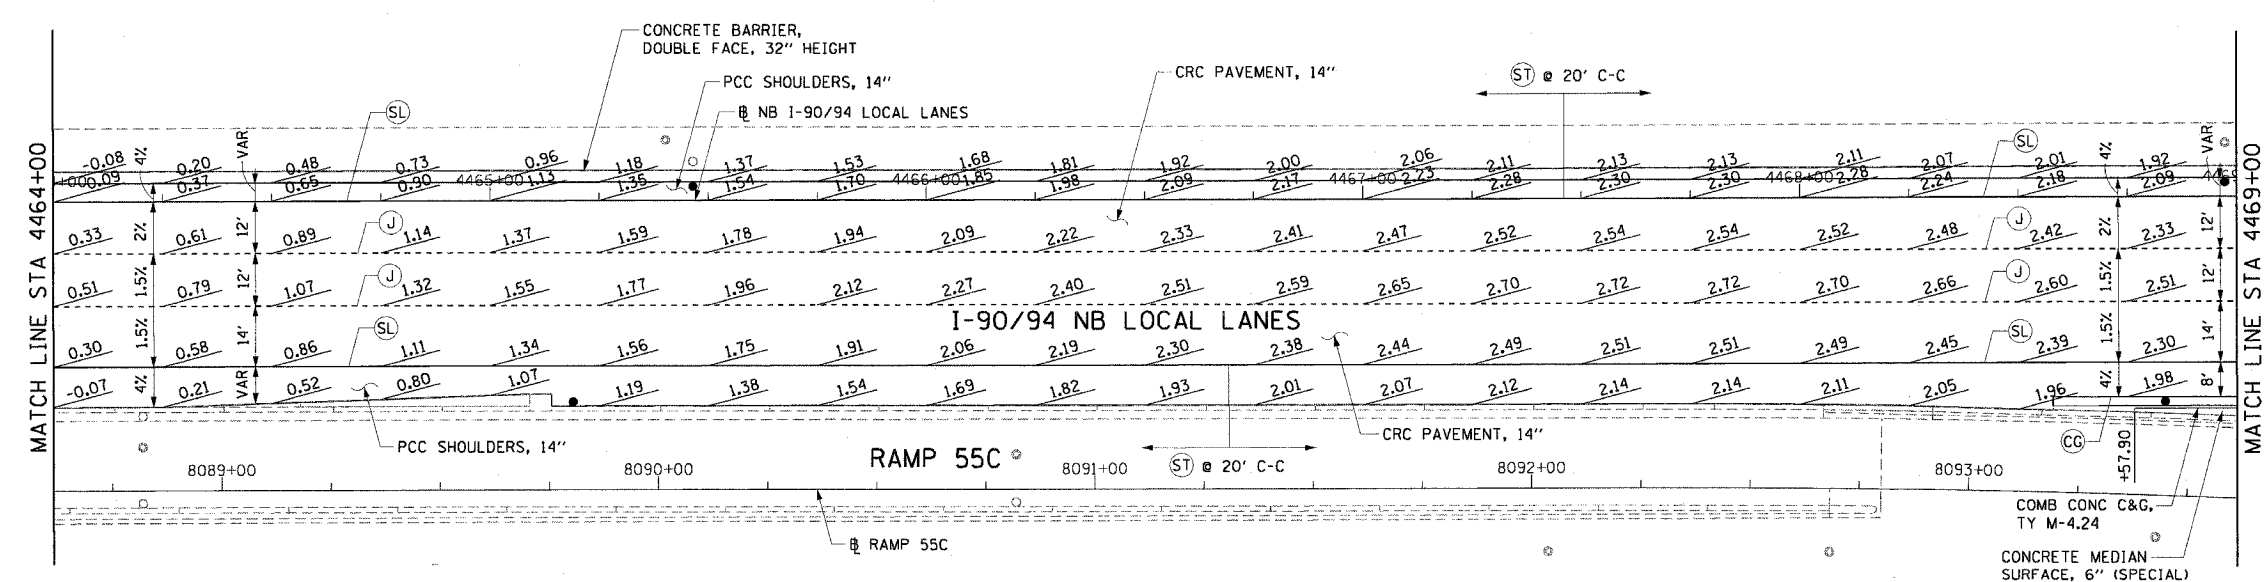 CONCRETE BARRIER,
DOUBLE FACE, 32" HEIGHT
PCC SHOULDERS, 14"
℄ NB I-90/94 LOCAL LANES
CRC PAVEMENT, 14"
ST @ 20' C-C
SL
SL
MATCH LINE STA 4464+00
MATCH LINE STA 4469+00
-0.08 4% 0.20 VAR 0.48 0.73 0.96 1.18 1.37 1.53 1.68 1.81 1.92 2.00 2.06 2.11 2.13 2.13 2.11 2.07 2.01 4% 1.92 VAR
+00 0.09 0.37 0.65 0.90 4465+00 1.13 1.35 1.54 1.70 4466+00 1.85 1.98 2.09 2.17 4467+00 2.23 2.28 2.30 2.30 4468+00 2.28 2.24 2.18 2.09
0.33 2% 0.61 12' 0.89 J 1.14 1.37 1.59 1.78 1.94 2.09 2.22 2.33 2.41 2.47 2.52 2.54 2.54 2.52 2.48 J 2.42 2% 2.33 12'
0.51 1.5% 0.79 12' 1.07 J 1.32 1.55 1.77 1.96 2.12 2.27 2.40 2.51 2.59 2.65 2.70 2.72 2.72 2.70 2.66 J 2.60 1.5% 2.51 12'
I-90/94 NB LOCAL LANES
0.30 1.5% 0.58 14' 0.86 SL 1.11 1.34 1.56 1.75 1.91 2.06 2.19 2.30 2.38 2.44 2.49 2.51 2.51 2.49 2.45 SL 2.39 1.5% 2.30 14'
-0.07 4% 0.21 VAR 0.52 0.80 1.07 1.19 1.38 1.54 1.69 1.82 1.93 2.01 2.07 2.12 2.14 2.14 2.11 2.05 1.96 4% 1.98 8'
PCC SHOULDERS, 14"
CRC PAVEMENT, 14"
CG
+57.90
RAMP 55C
ST @ 20' C-C
8089+00 8090+00 8091+00 8092+00 8093+00
COMB CONC C&G,
TY M-4.24
℄ RAMP 55C
CONCRETE MEDIAN
SURFACE, 6" (SPECIAL)